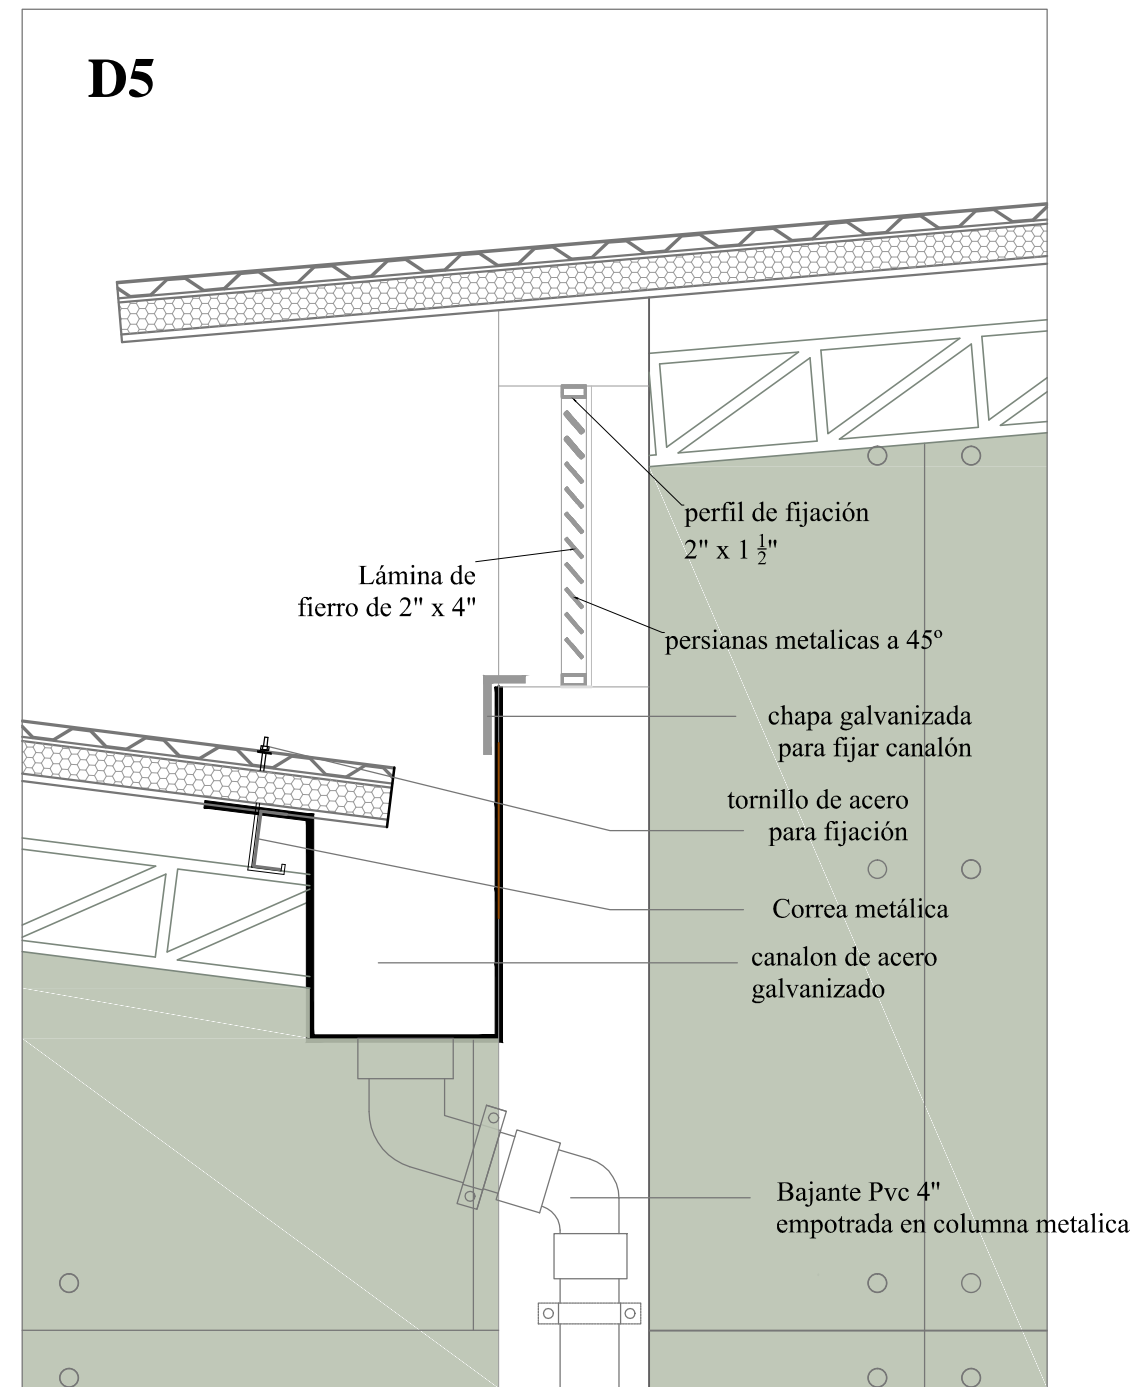 D5
perfil de fijación
2" x 1 ½"
Lámina de
fierro de 2" x 4"
persianas metalicas a 45º
chapa galvanizada
para fijar canalón
tornillo de acero
para fijación
Correa metálica
canalon de acero
galvanizado
Bajante Pvc 4"
empotrada en columna metalica